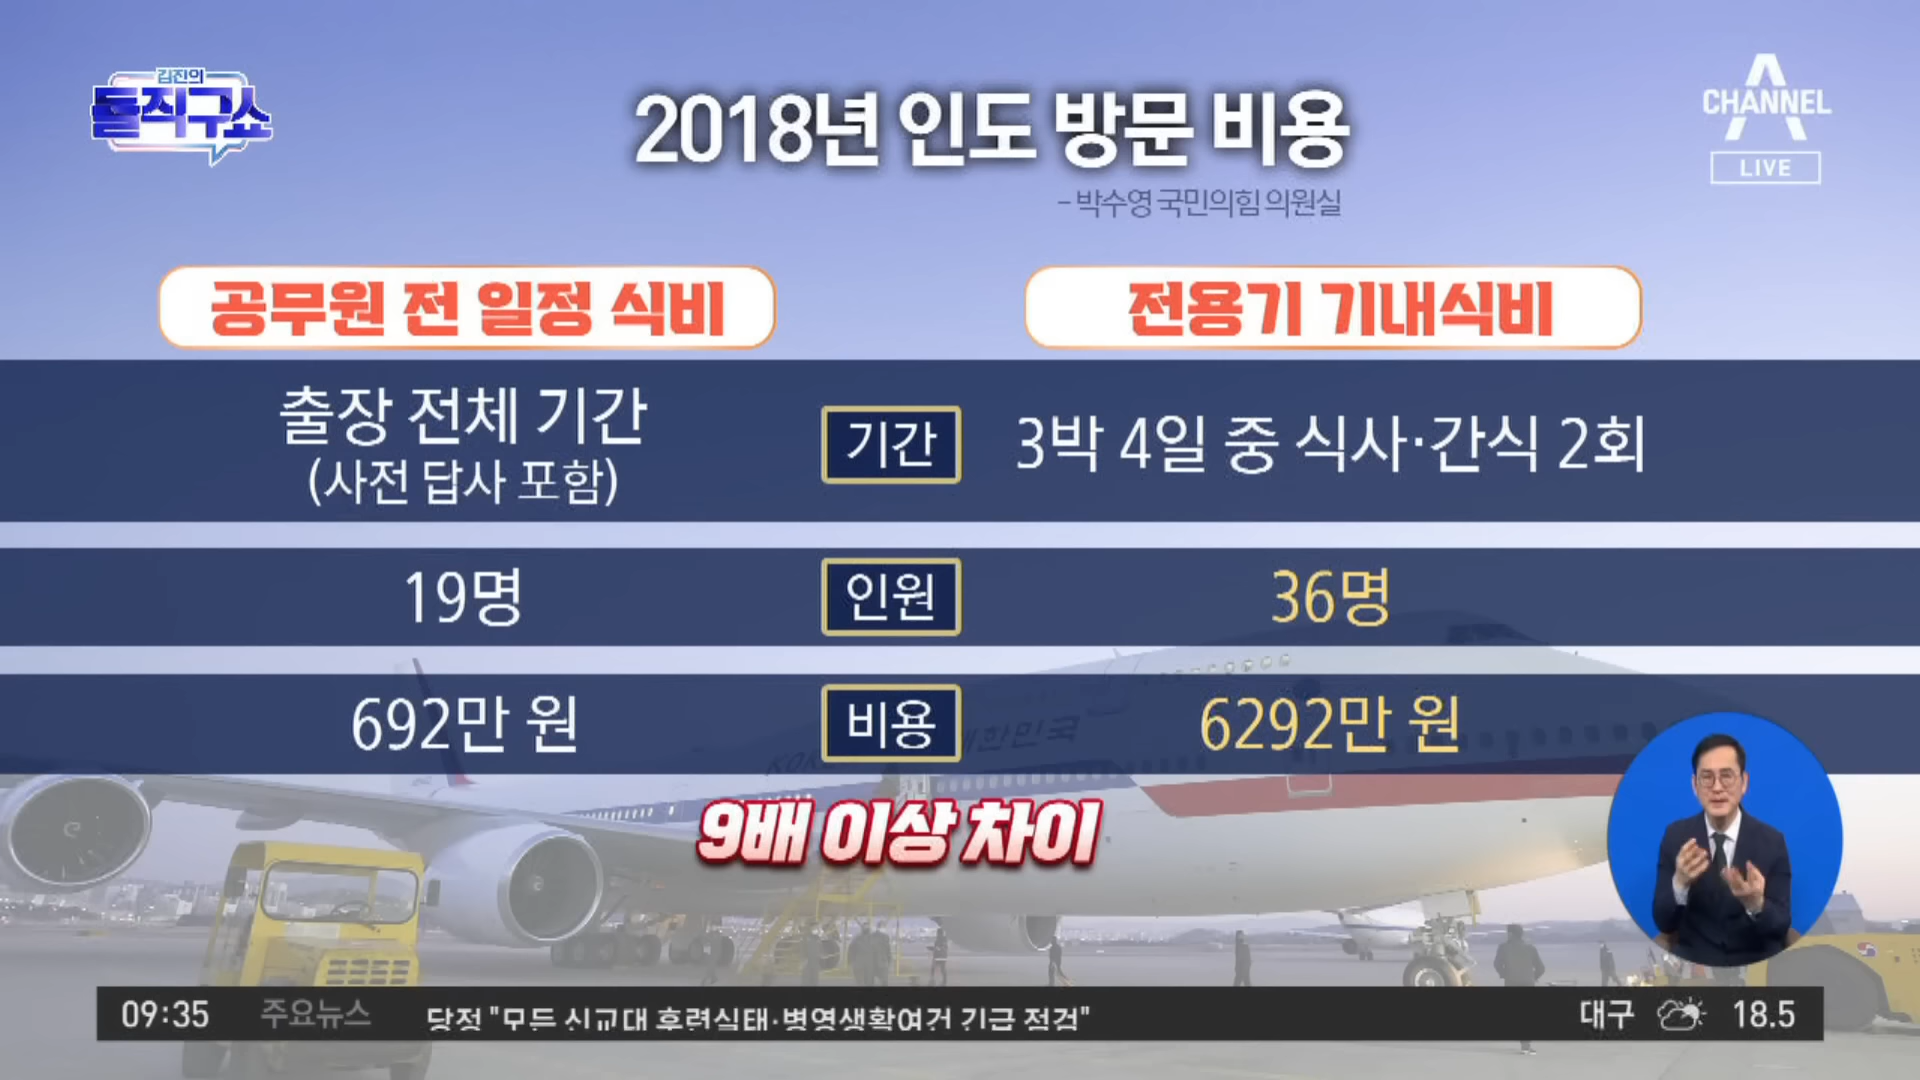 김진의
돌직구쇼
2018년 인도 방문 비용
- 박수영 국민의힘 의원실
CHANNEL A
LIVE
공무원 전 일정 식비
전용기 기내식비
출장 전체 기간
(사전 답사 포함)
기간
3박 4일 중 식사·간식 2회
19명
인원
36명
692만 원
비용
6292만 원
대한민국
9배 이상 차이
09:35
주요뉴스
당정 "모든 신교대 훈련실태·병영생활여건 긴급 점검"
대구
18.5